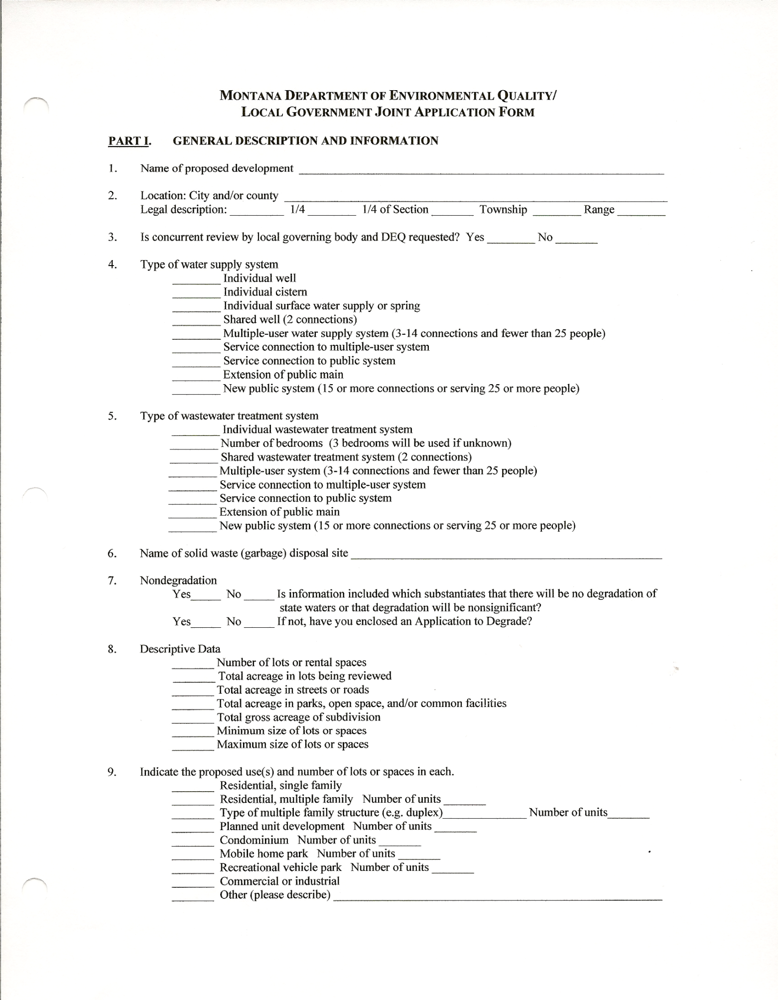 MONTANA DEPARTMENT OF ENVIRONMENTAL QUALITY/
LOCAL GOVERNMENT JOINT APPLICATION FORM
PART I. GENERAL DESCRIPTION AND INFORMATION
1. Name of proposed development ____________
2. Location: City and/or county ____________
Legal description: ________ 1/4 ________ 1/4 of Section _______ Township ________ Range ________
3. Is concurrent review by local governing body and DEQ requested? Yes ________ No _______
4. Type of water supply system
________ Individual well
________ Individual cistern
________ Individual surface water supply or spring
________ Shared well (2 connections)
________ Multiple-user water supply system (3-14 connections and fewer than 25 people)
________ Service connection to multiple-user system
________ Service connection to public system
________ Extension of public main
________ New public system (15 or more connections or serving 25 or more people)
5. Type of wastewater treatment system
________ Individual wastewater treatment system
________ Number of bedrooms (3 bedrooms will be used if unknown)
________ Shared wastewater treatment system (2 connections)
________ Multiple-user system (3-14 connections and fewer than 25 people)
________ Service connection to multiple-user system
________ Service connection to public system
________ Extension of public main
________ New public system (15 or more connections or serving 25 or more people)
6. Name of solid waste (garbage) disposal site ____________
7. Nondegradation
Yes_____ No _____ Is information included which substantiates that there will be no degradation of
state waters or that degradation will be nonsignificant?
Yes_____ No _____ If not, have you enclosed an Application to Degrade?
8. Descriptive Data
_______ Number of lots or rental spaces
_______ Total acreage in lots being reviewed
_______ Total acreage in streets or roads
_______ Total acreage in parks, open space, and/or common facilities
_______ Total gross acreage of subdivision
_______ Minimum size of lots or spaces
_______ Maximum size of lots or spaces
9. Indicate the proposed use(s) and number of lots or spaces in each.
_______ Residential, single family
_______ Residential, multiple family Number of units _______
_______ Type of multiple family structure (e.g. duplex)______________ Number of units_______
_______ Planned unit development Number of units _______
_______ Condominium Number of units _______
_______ Mobile home park Number of units _______
_______ Recreational vehicle park Number of units _______
_______ Commercial or industrial
_______ Other (please describe) ____________